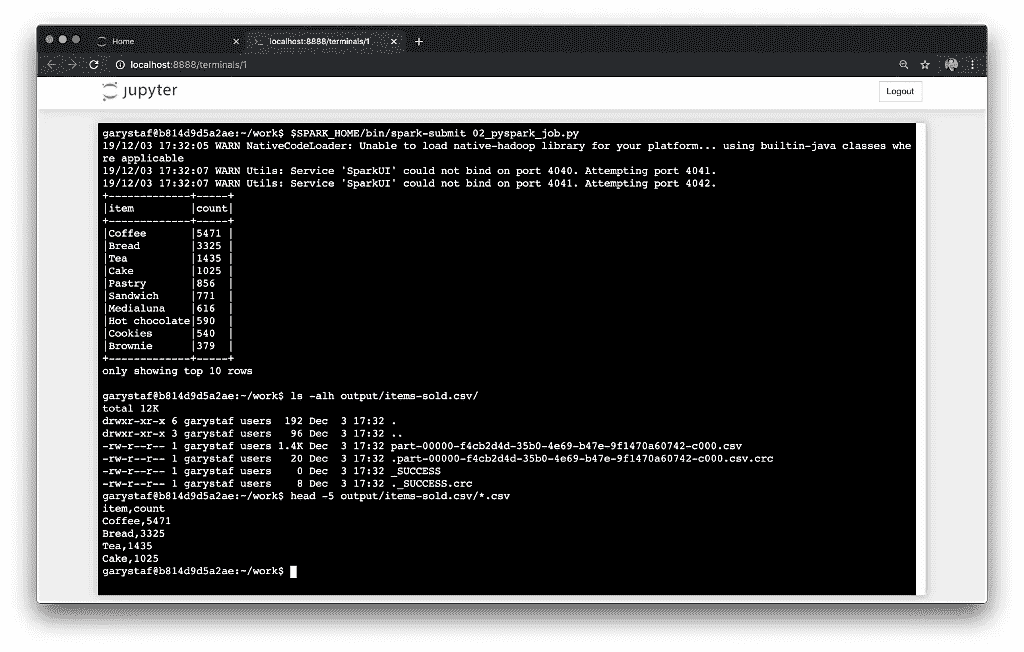 Home
localhost:8888/terminals/1
localhost:8888/terminals/1
jupyter
Logout
garystaf@b814d9d5a2ae:~/work$ $SPARK_HOME/bin/spark-submit 02_pyspark_job.py
19/12/03 17:32:05 WARN NativeCodeLoader: Unable to load native-hadoop library for your platform... using builtin-java classes whe
re applicable
19/12/03 17:32:07 WARN Utils: Service 'SparkUI' could not bind on port 4040. Attempting port 4041.
19/12/03 17:32:07 WARN Utils: Service 'SparkUI' could not bind on port 4041. Attempting port 4042.
+-------------+-----+
|item         |count|
+-------------+-----+
|Coffee       |5471 |
|Bread        |3325 |
|Tea          |1435 |
|Cake         |1025 |
|Pastry       |856  |
|Sandwich     |771  |
|Medialuna    |616  |
|Hot chocolate|590  |
|Cookies      |540  |
|Brownie      |379  |
+-------------+-----+
only showing top 10 rows
garystaf@b814d9d5a2ae:~/work$ ls -alh output/items-sold.csv/
total 12K
drwxr-xr-x 6 garystaf users  192 Dec  3 17:32 .
drwxr-xr-x 3 garystaf users   96 Dec  3 17:32 ..
-rw-r--r-- 1 garystaf users 1.4K Dec  3 17:32 part-00000-f4cb2d4d-35b0-4e69-b47e-9f1470a60742-c000.csv
-rw-r--r-- 1 garystaf users   20 Dec  3 17:32 .part-00000-f4cb2d4d-35b0-4e69-b47e-9f1470a60742-c000.csv.crc
-rw-r--r-- 1 garystaf users    0 Dec  3 17:32 _SUCCESS
-rw-r--r-- 1 garystaf users    8 Dec  3 17:32 ._SUCCESS.crc
garystaf@b814d9d5a2ae:~/work$ head -5 output/items-sold.csv/*.csv
item,count
Coffee,5471
Bread,3325
Tea,1435
Cake,1025
garystaf@b814d9d5a2ae:~/work$